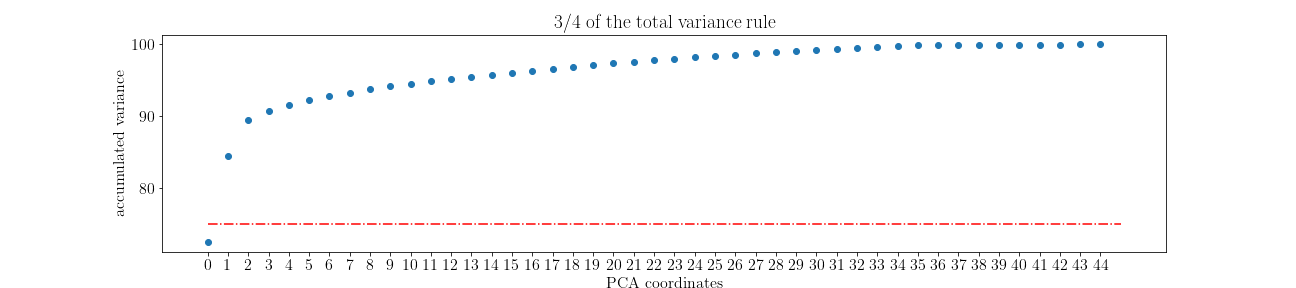 3/4 of the total variance rule
100
90
80
accumulated variance
0 1 2 3 4 5 6 7 8 9 10 11 12 13 14 15 16 17 18 19 20 21 22 23 24 25 26 27 28 29 30 31 32 33 34 35 36 37 38 39 40 41 42 43 44
PCA coordinates